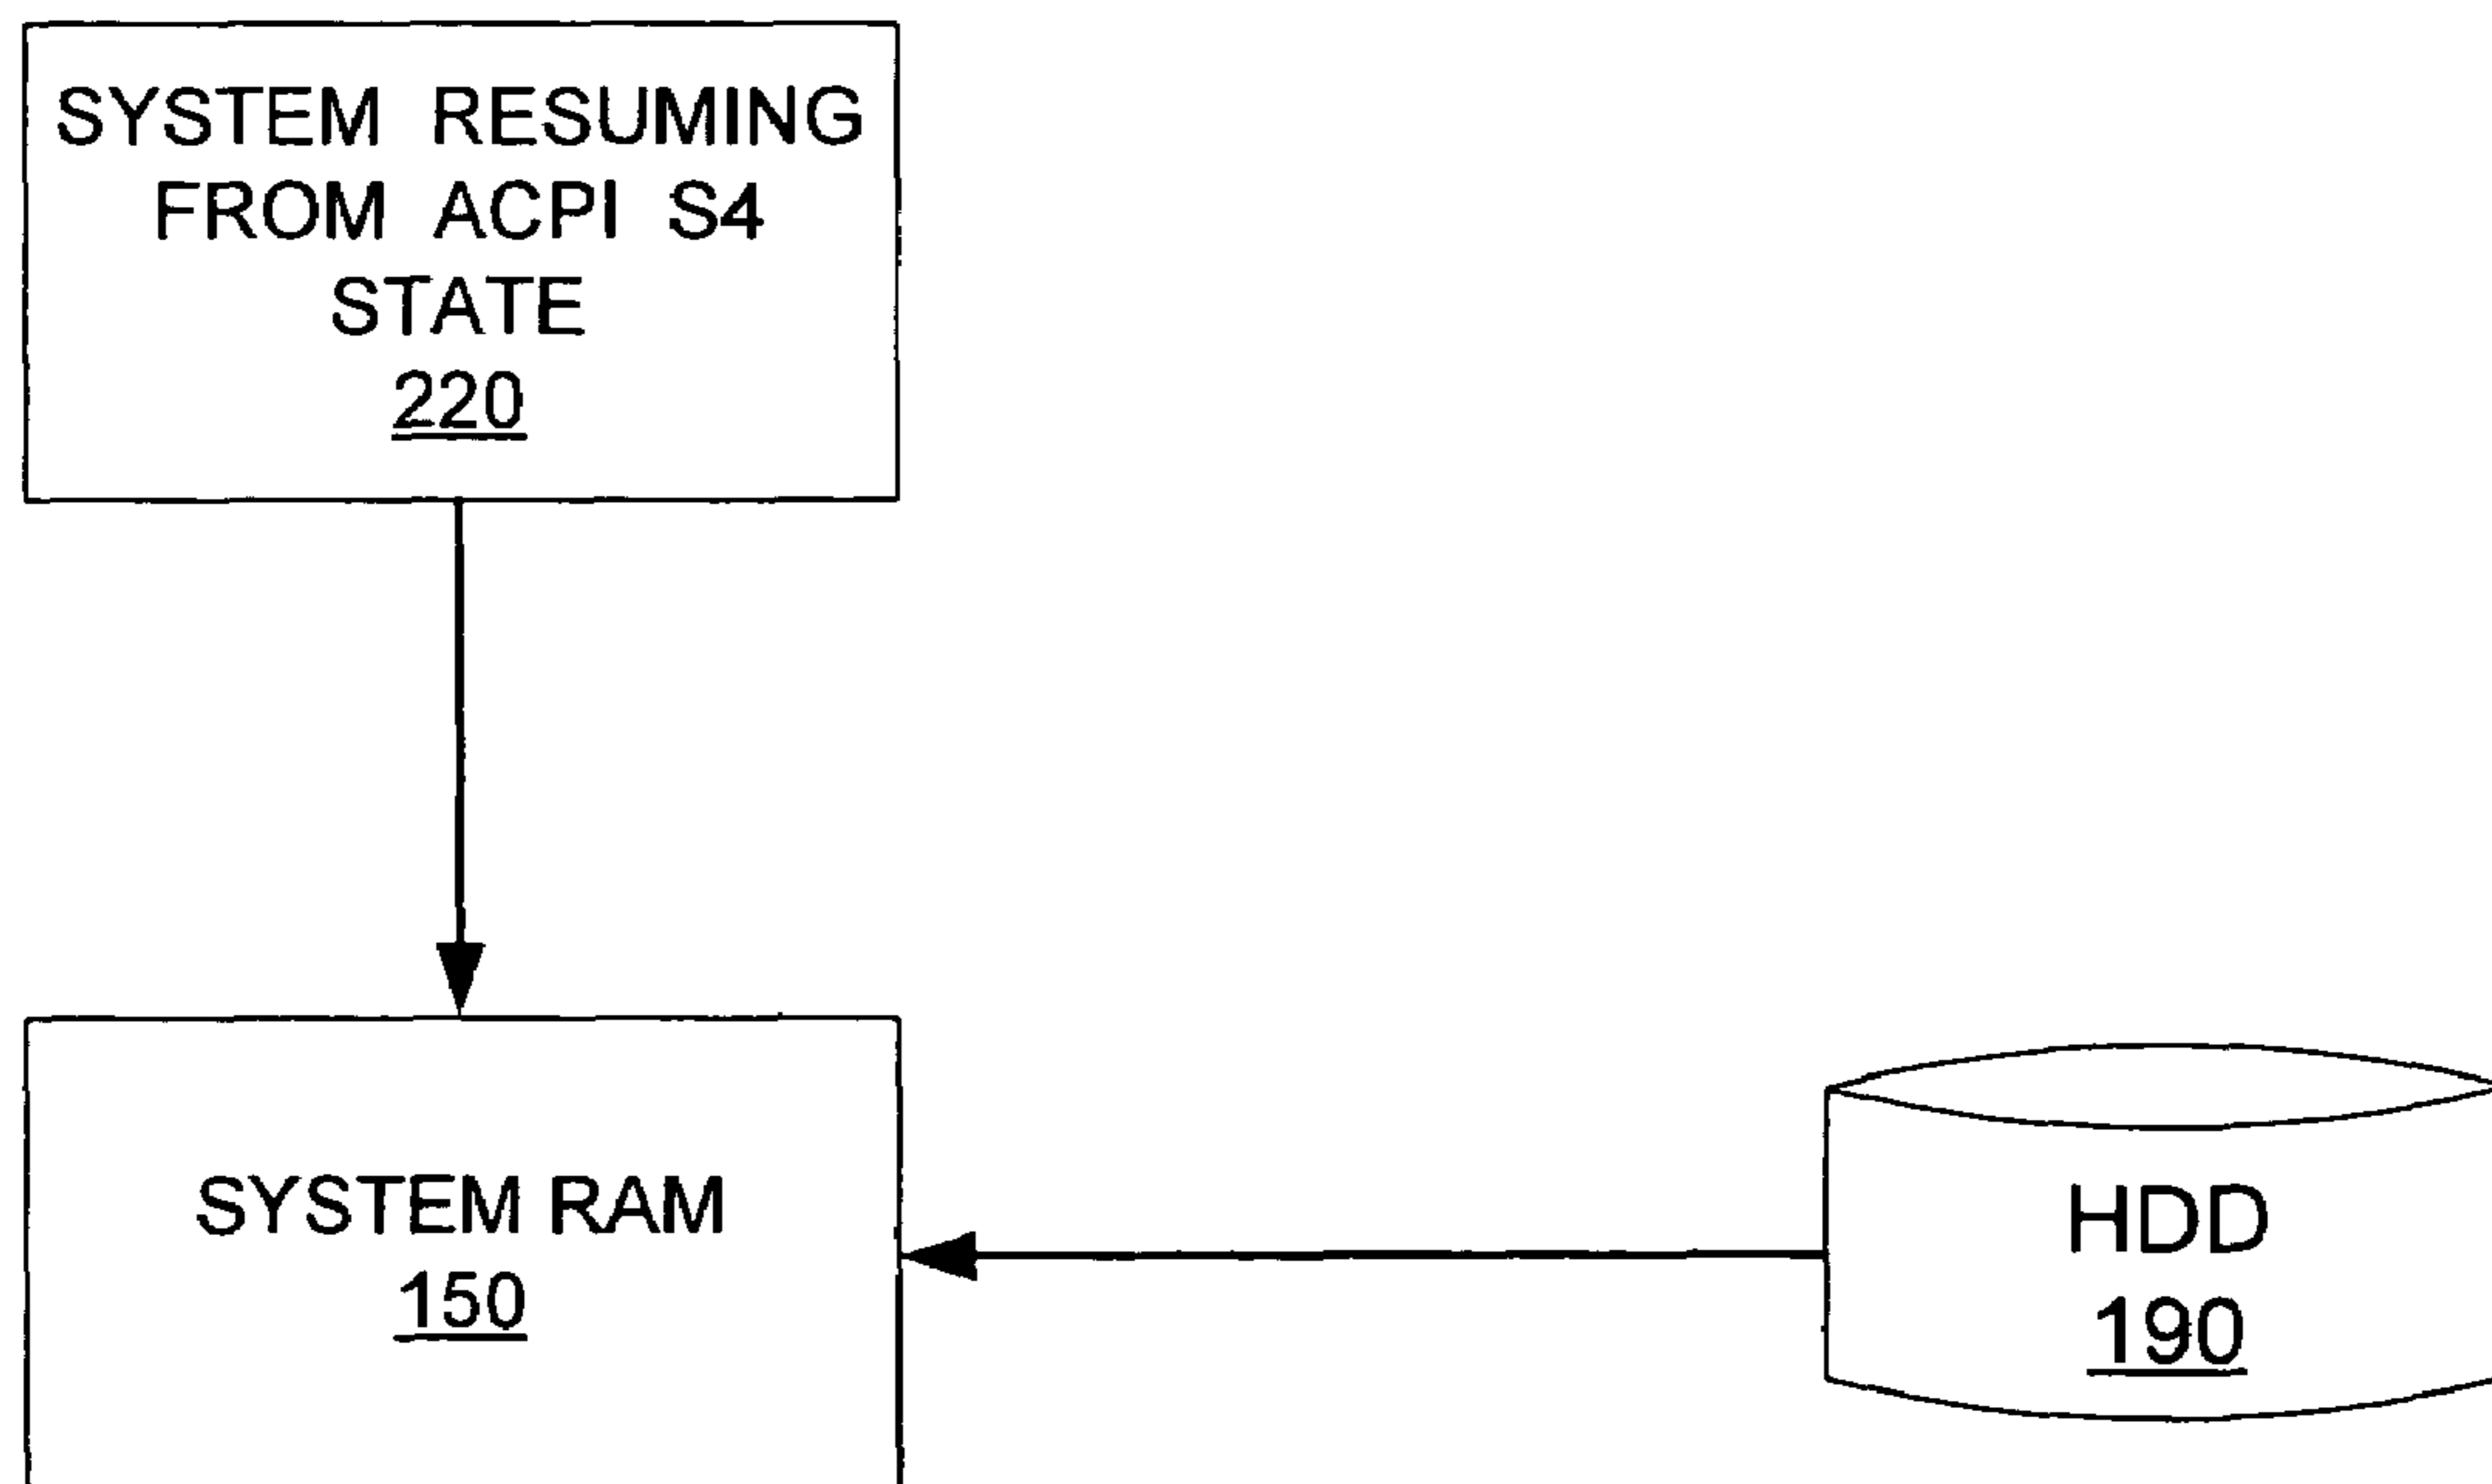 SYSTEM RESUMING
FROM ACPI S4
STATE
220
SYSTEM RAM
150
HDD
190